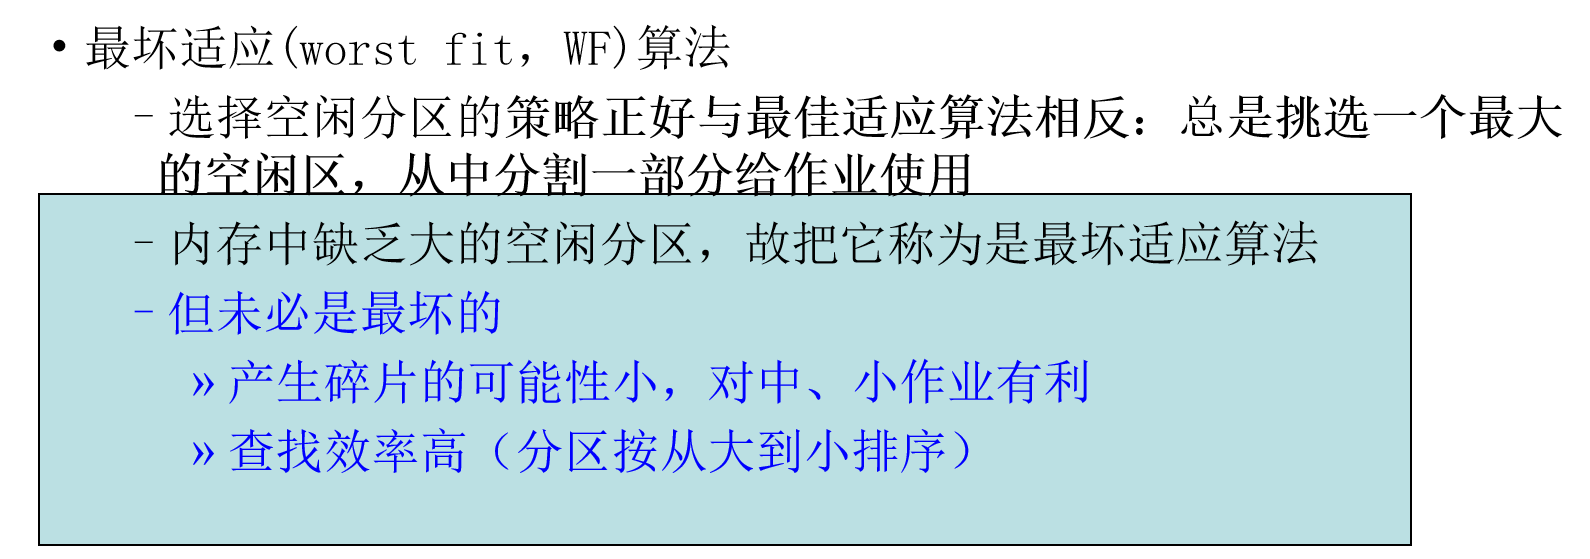 • 最坏适应(worst fit，WF)算法
– 选择空闲分区的策略正好与最佳适应算法相反：总是挑选一个最大
的空闲区，从中分割一部分给作业使用
– 内存中缺乏大的空闲分区，故把它称为是最坏适应算法
– 但未必是最坏的
» 产生碎片的可能性小，对中、小作业有利
» 查找效率高（分区按从大到小排序）